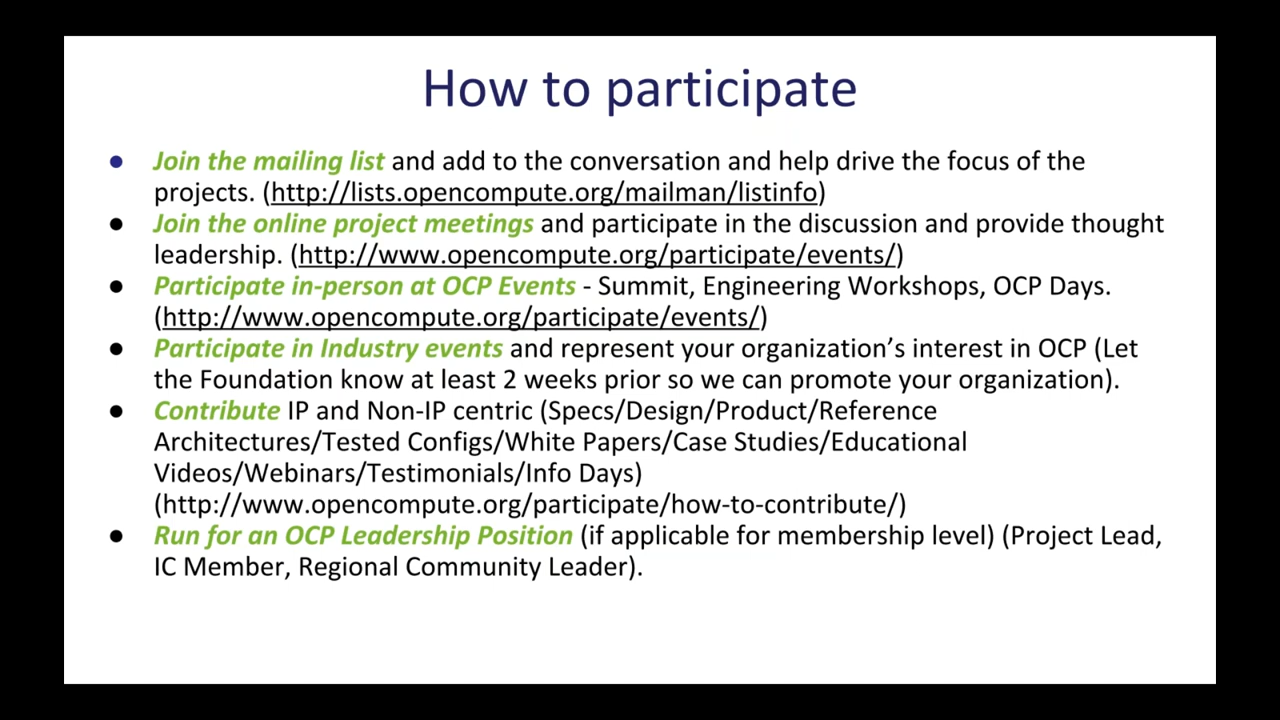 How to participate
● Join the mailing list and add to the conversation and help drive the focus of the
projects. (http://lists.opencompute.org/mailman/listinfo)
● Join the online project meetings and participate in the discussion and provide thought
leadership. (http://www.opencompute.org/participate/events/)
● Participate in-person at OCP Events - Summit, Engineering Workshops, OCP Days.
(http://www.opencompute.org/participate/events/)
● Participate in Industry events and represent your organization’s interest in OCP (Let
the Foundation know at least 2 weeks prior so we can promote your organization).
● Contribute IP and Non-IP centric (Specs/Design/Product/Reference
Architectures/Tested Configs/White Papers/Case Studies/Educational
Videos/Webinars/Testimonials/Info Days)
(http://www.opencompute.org/participate/how-to-contribute/)
● Run for an OCP Leadership Position (if applicable for membership level) (Project Lead,
IC Member, Regional Community Leader).